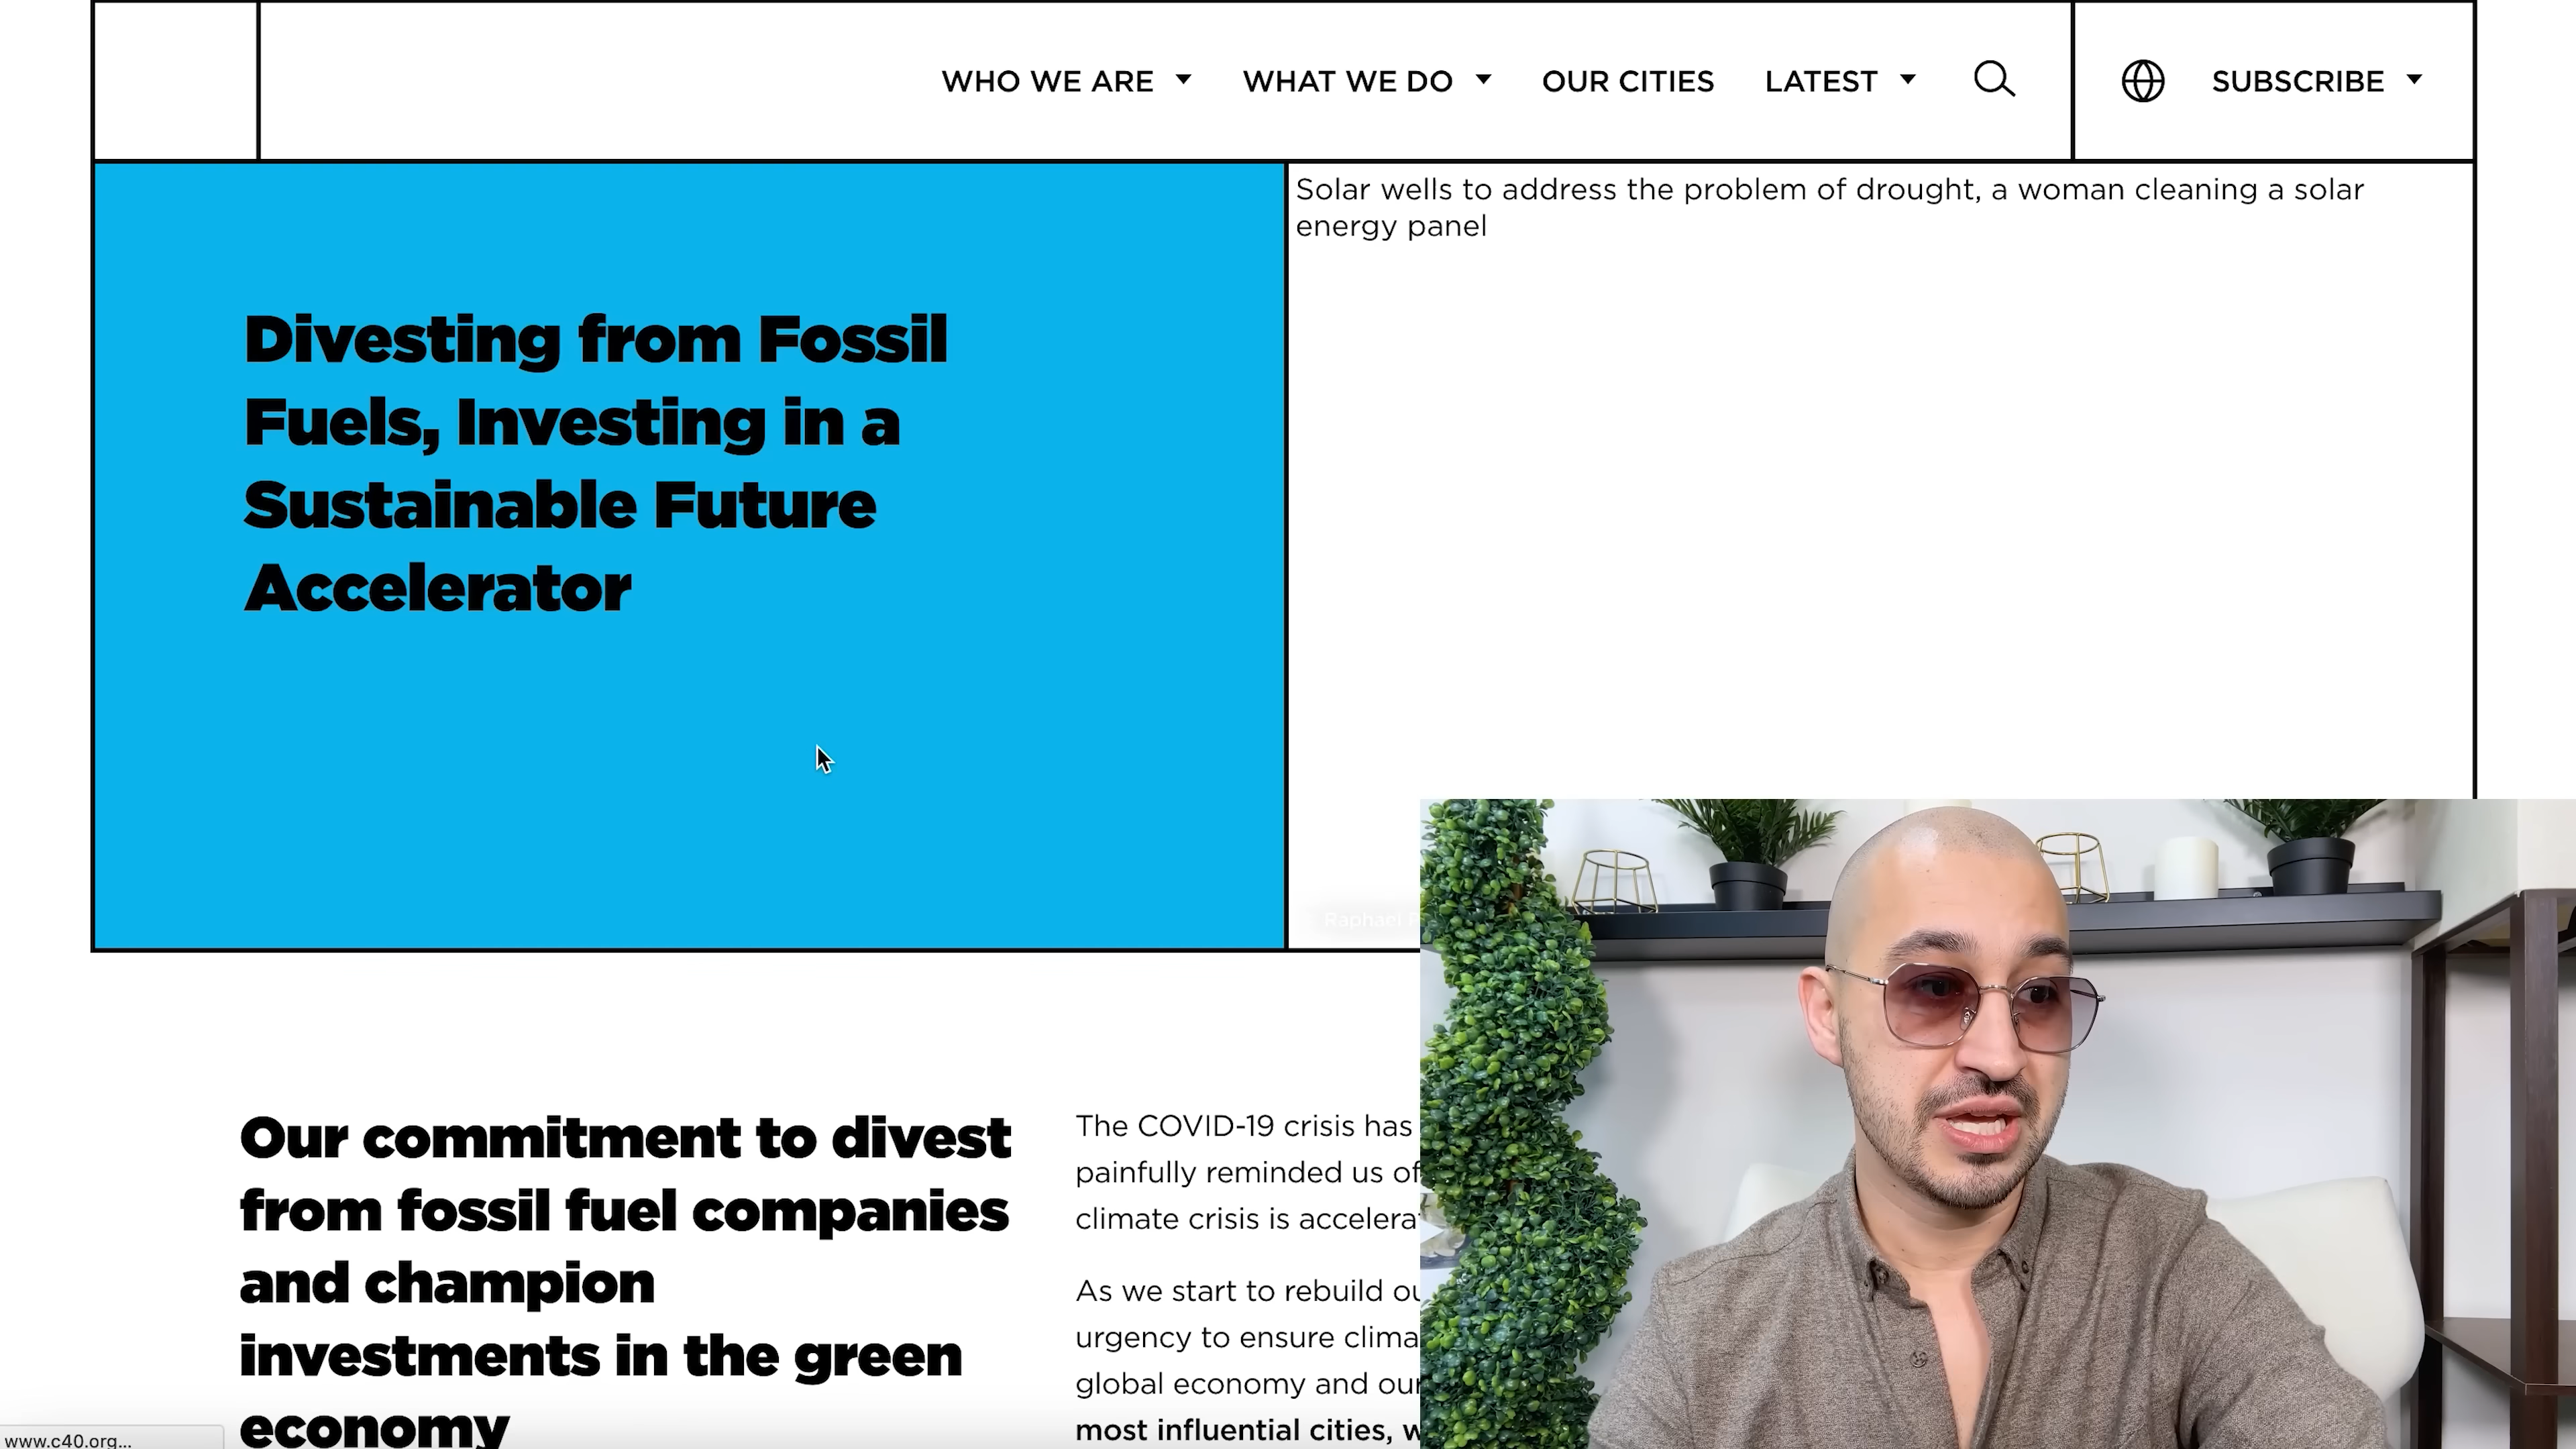 WHO WE ARE
WHAT WE DO
OUR CITIES
LATEST
SUBSCRIBE
Solar wells to address the problem of drought, a woman cleaning a solar
energy panel
Divesting from Fossil
Fuels, Investing in a
Sustainable Future
Accelerator
Raphael
Our commitment to divest
from fossil fuel companies
and champion
investments in the green
economy
The COVID-19 crisis has
painfully reminded us of
climate crisis is accelera
As we start to rebuild
urgency to ensure clima
global economy and our
most influential cities,
www.c40.org...